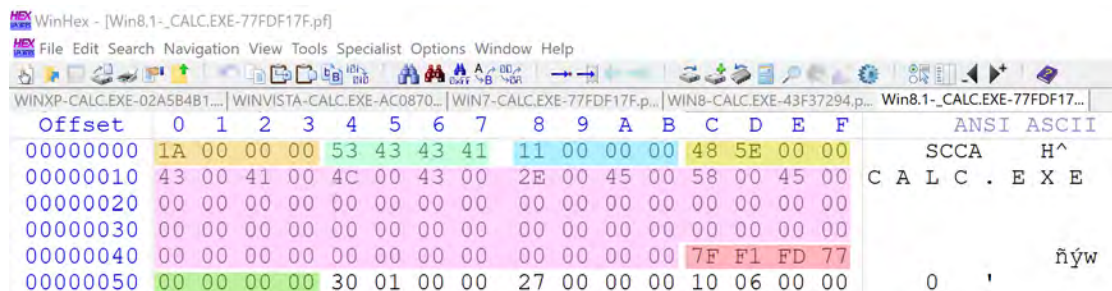 WinHex - [Win8.1-_CALC.EXE-77FDF17F.pf]
File Edit Search Navigation View Tools Specialist Options Window Help
WINXP-CALC.EXE-02A5B4B1.... WINVISTA-CALC.EXE-AC0870... WIN7-CALC.EXE-77FDF17F.p... WIN8-CALC.EXE-43F37294.p... Win8.1-_CALC.EXE-77FDF17...
Offset 0 1 2 3 4 5 6 7 8 9 A B C D E F ANSI ASCII
00000000 1A 00 00 00 53 43 43 41 11 00 00 00 48 5E 00 00 SCCA H^
00000010 43 00 41 00 4C 00 43 00 2E 00 45 00 58 00 45 00 C A L C . E X E
00000020 00 00 00 00 00 00 00 00 00 00 00 00 00 00 00 00
00000030 00 00 00 00 00 00 00 00 00 00 00 00 00 00 00 00
00000040 00 00 00 00 00 00 00 00 00 00 00 00 7F F1 FD 77 ñýw
00000050 00 00 00 00 30 01 00 00 27 00 00 00 10 06 00 00 0 '